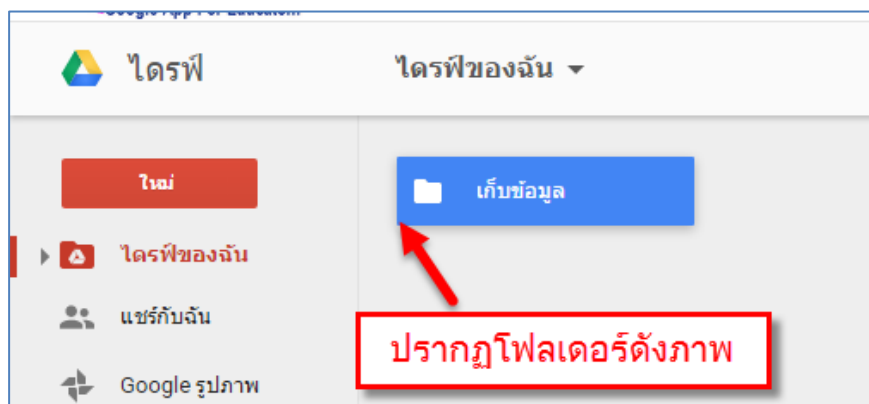 ไดรฟ์
ไดรฟ์ของฉัน
ใหม่
เก็บข้อมูล
ไดรฟ์ของฉัน
แชร์กับฉัน
ปรากฏโฟลเดอร์ดังภาพ
Google รูปภาพ